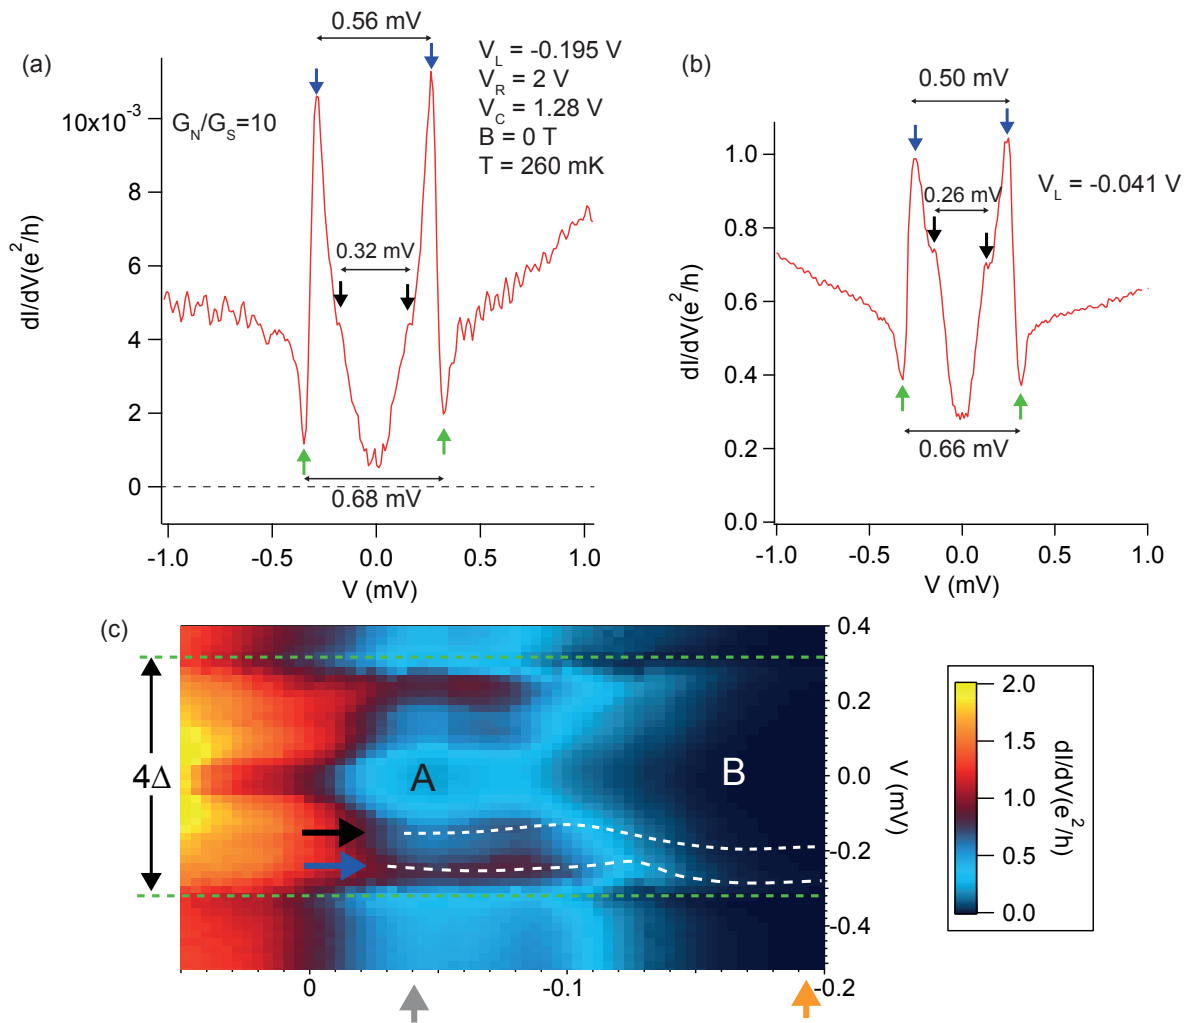 (a)
0.56 mV
V_L = -0.195 V
V_R = 2 V
V_C = 1.28 V
B = 0 T
T = 260 mK
G_N/G_S=10
0.32 mV
0.68 mV
10x10^-3
8
6
4
2
0
dI/dV(e^2/h)
-1.0
-0.5
0.0
0.5
1.0
V (mV)
(b)
0.50 mV
V_L = -0.041 V
0.26 mV
0.66 mV
1.0
0.8
0.6
0.4
0.2
0.0
dI/dV(e^2/h)
-1.0
-0.5
0.0
0.5
1.0
V (mV)
(c)
4Δ
A
B
0.4
0.2
0.0
-0.2
-0.4
V (mV)
0
-0.1
-0.2
2.0
1.5
1.0
0.5
0.0
dI/dV(e^2/h)